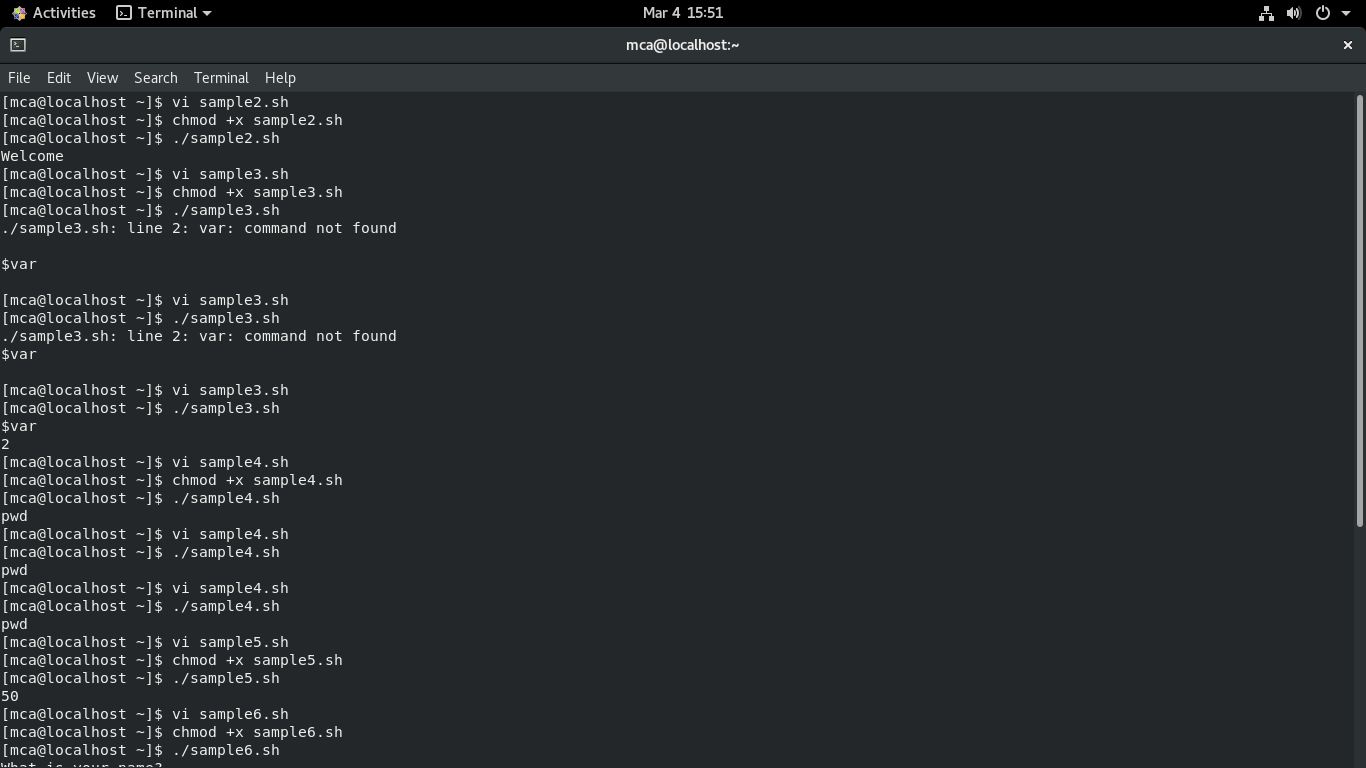 Activities Terminal Mar 4 15:51
mca@localhost:~ ×
File Edit View Search Terminal Help
[mca@localhost ~]$ vi sample2.sh
[mca@localhost ~]$ chmod +x sample2.sh
[mca@localhost ~]$ ./sample2.sh
Welcome
[mca@localhost ~]$ vi sample3.sh
[mca@localhost ~]$ chmod +x sample3.sh
[mca@localhost ~]$ ./sample3.sh
./sample3.sh: line 2: var: command not found
$var
[mca@localhost ~]$ vi sample3.sh
[mca@localhost ~]$ ./sample3.sh
./sample3.sh: line 2: var: command not found
$var
[mca@localhost ~]$ vi sample3.sh
[mca@localhost ~]$ ./sample3.sh
$var
2
[mca@localhost ~]$ vi sample4.sh
[mca@localhost ~]$ chmod +x sample4.sh
[mca@localhost ~]$ ./sample4.sh
pwd
[mca@localhost ~]$ vi sample4.sh
[mca@localhost ~]$ ./sample4.sh
pwd
[mca@localhost ~]$ vi sample4.sh
[mca@localhost ~]$ ./sample4.sh
pwd
[mca@localhost ~]$ vi sample5.sh
[mca@localhost ~]$ chmod +x sample5.sh
[mca@localhost ~]$ ./sample5.sh
50
[mca@localhost ~]$ vi sample6.sh
[mca@localhost ~]$ chmod +x sample6.sh
[mca@localhost ~]$ ./sample6.sh
What is your name?